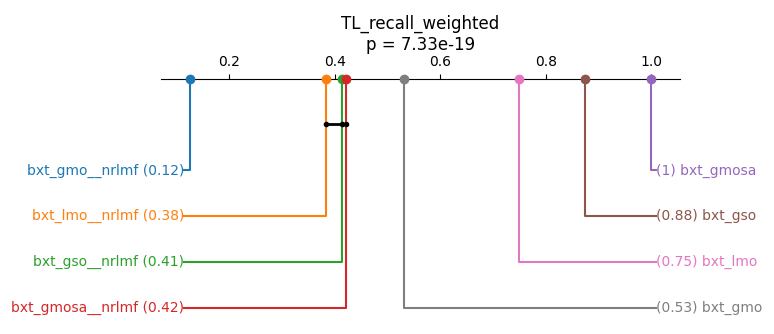 TL_recall_weighted
p = 7.33e-19
0.2 0.4 0.6 0.8 1.0
bxt_gmo__nrlmf (0.12) (1) bxt_gmosa
bxt_lmo__nrlmf (0.38) (0.88) bxt_gso
bxt_gso__nrlmf (0.41) (0.75) bxt_lmo
bxt_gmosa__nrlmf (0.42) (0.53) bxt_gmo